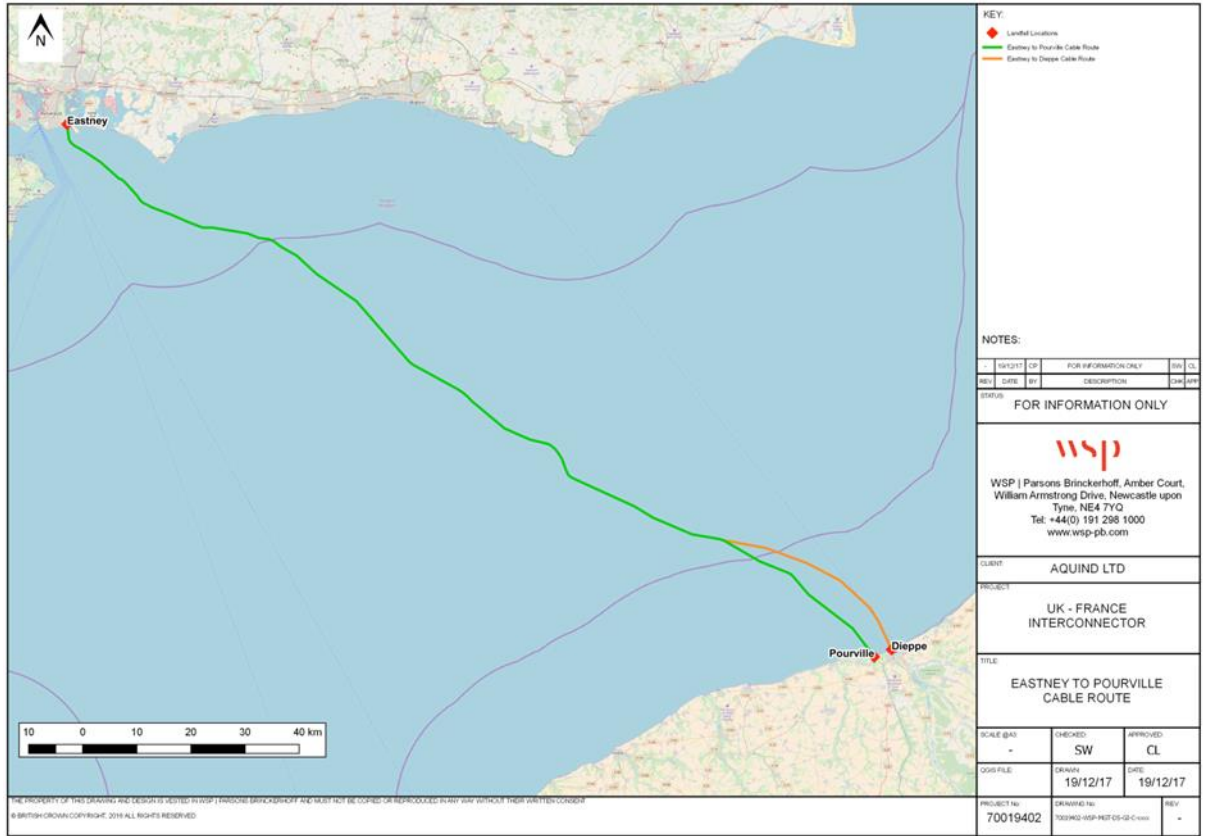 N
Eastney
Pourville
Dieppe
10 0 10 20 30 40 km
KEY:
Landfall Locations
Eastney to Pourville Cable Route
Eastney to Dieppe Cable Route
NOTES:
- 19/12/17 CP FOR INFORMATION ONLY SW CL
REV DATE BY DESCRIPTION CHK APP
STATUS:
FOR INFORMATION ONLY
wsp
WSP | Parsons Brinckerhoff, Amber Court,
William Armstrong Drive, Newcastle upon
Tyne, NE4 7YQ
Tel: +44(0) 191 298 1000
www.wsp-pb.com
CLIENT:
AQUIND LTD
PROJECT:
UK - FRANCE
INTERCONNECTOR
TITLE:
EASTNEY TO POURVILLE
CABLE ROUTE
SCALE @A3: CHECKED: APPROVED:
- SW CL
QGIS FILE: DRAWN: DATE:
19/12/17 19/12/17
PROJECT No: DRAWING No: REV:
70019402 -
THE PROPERTY OF THIS DRAWING AND DESIGN IS VESTED IN WSP | PARSONS BRINCKERHOFF AND MUST NOT BE COPIED OR REPRODUCED IN ANY WAY WITHOUT THEIR WRITTEN CONSENT
© BRITISH CROWN COPYRIGHT, 2016 ALL RIGHTS RESERVED